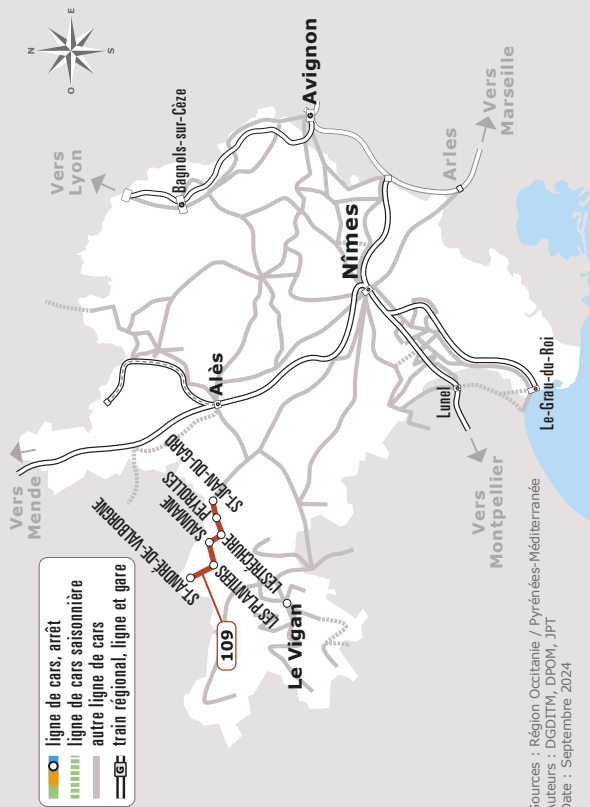 N
E
S
O
Vers
Lyon
Bagnols-sur-Cèze
Avignon
Vers
Marseille
Arles
Nîmes
Alès
Vers
Mende
ST-JEAN-DU-GARD
PEYROLLES
SAUMANE
ST-ANDRÉ-DE-VALBORGNE
LESTRÉCHURE
LES PLANTIERS
109
Le Vigan
Lunel
Le-Grau-du-Roi
Vers
Montpellier
ligne de cars, arrêt
ligne de cars saisonnière
autre ligne de cars
G train régional, ligne et gare
G
Sources : Région Occitanie / Pyrénées-Méditerranée
Auteurs : DGDITM, DPOM, JPT
Date : Septembre 2024